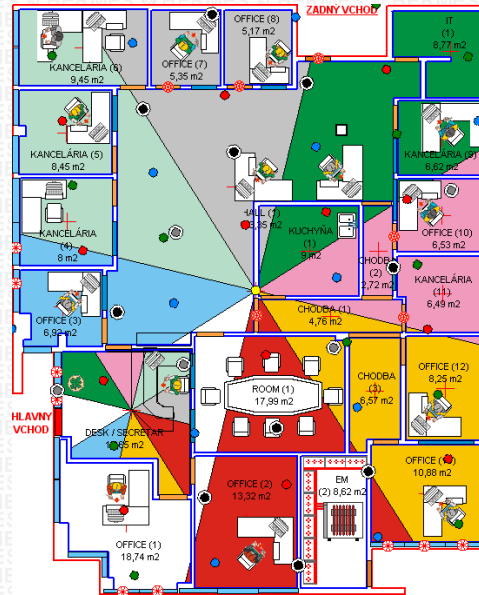 ZADNÝ VCHOD
OFFICE (8)
5,17 m2
IT
(1)
8,77 m2
KANCELÁRIA (6)
9,45 m2
OFFICE (7)
5,35 m2
KANCELÁRIA (5)
8,45 m2
KANCELÁRIA (9)
6,62 m2
KANCELÁRIA
(4)
8 m2
KUCHYŇA
(1)
9 m2
OFFICE (10)
6,53 m2
CHODBA
(2)
2,72 m2
KANCELÁRIA
(11)
6,49 m2
OFFICE (3)
6,92 m2
CHODBA (1)
4,76 m2
ROOM (1)
17,99 m2
CHODBA
(3)
6,57 m2
OFFICE (12)
8,25 m2
HLAVNÝ
VCHOD
DESK / SECRETAR
OFFICE (2)
13,32 m2
EM
(2) 8,62 m2
OFFICE
10,88 m2
OFFICE (1)
18,74 m2